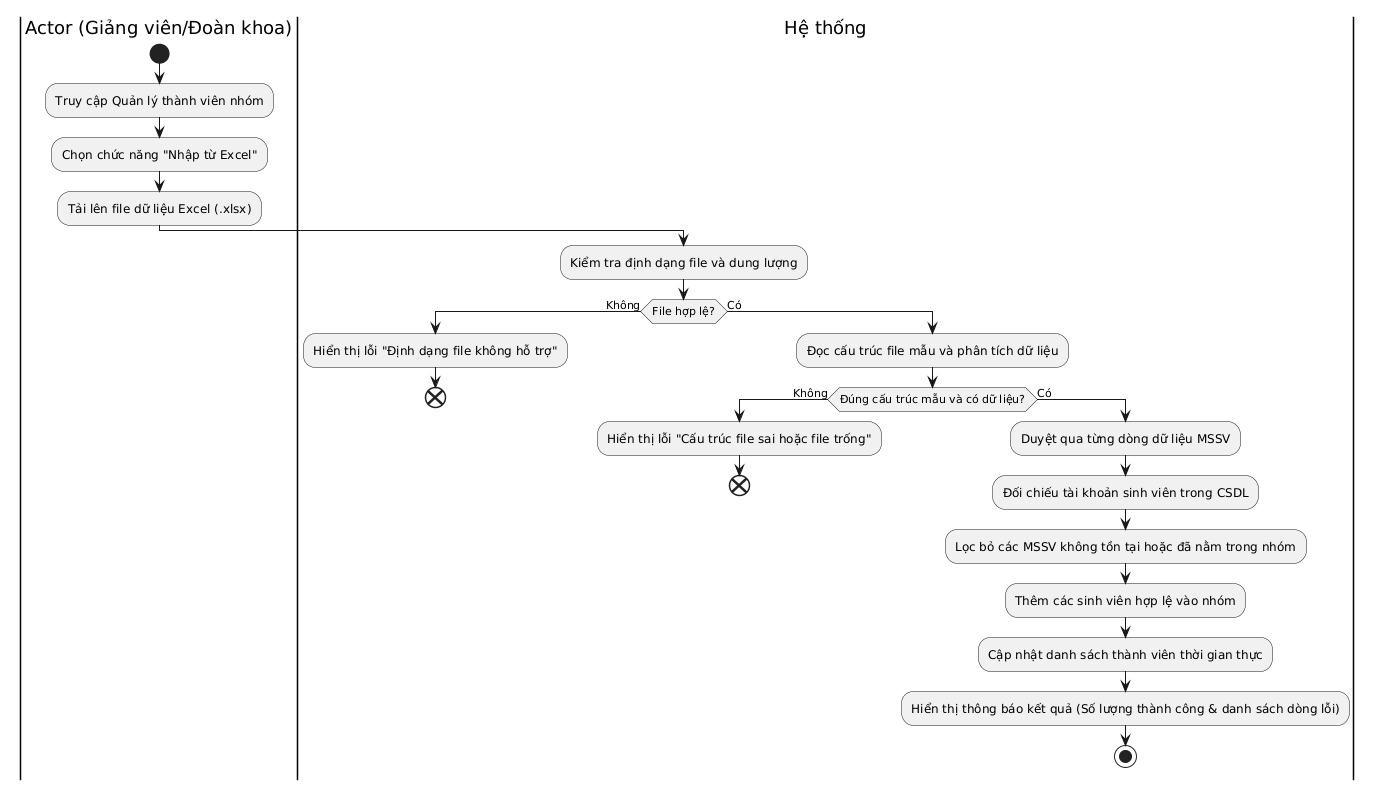 Actor (Giảng viên/Đoàn khoa)
Hệ thống
Truy cập Quản lý thành viên nhóm
Chọn chức năng "Nhập từ Excel"
Tải lên file dữ liệu Excel (.xlsx)
Kiểm tra định dạng file và dung lượng
Không
File hợp lệ?
Có
Hiển thị lỗi "Định dạng file không hỗ trợ"
Đọc cấu trúc file mẫu và phân tích dữ liệu
Không
Đúng cấu trúc mẫu và có dữ liệu?
Có
Hiển thị lỗi "Cấu trúc file sai hoặc file trống"
Duyệt qua từng dòng dữ liệu MSSV
Đối chiếu tài khoản sinh viên trong CSDL
Lọc bỏ các MSSV không tồn tại hoặc đã nằm trong nhóm
Thêm các sinh viên hợp lệ vào nhóm
Cập nhật danh sách thành viên thời gian thực
Hiển thị thông báo kết quả (Số lượng thành công & danh sách dòng lỗi)